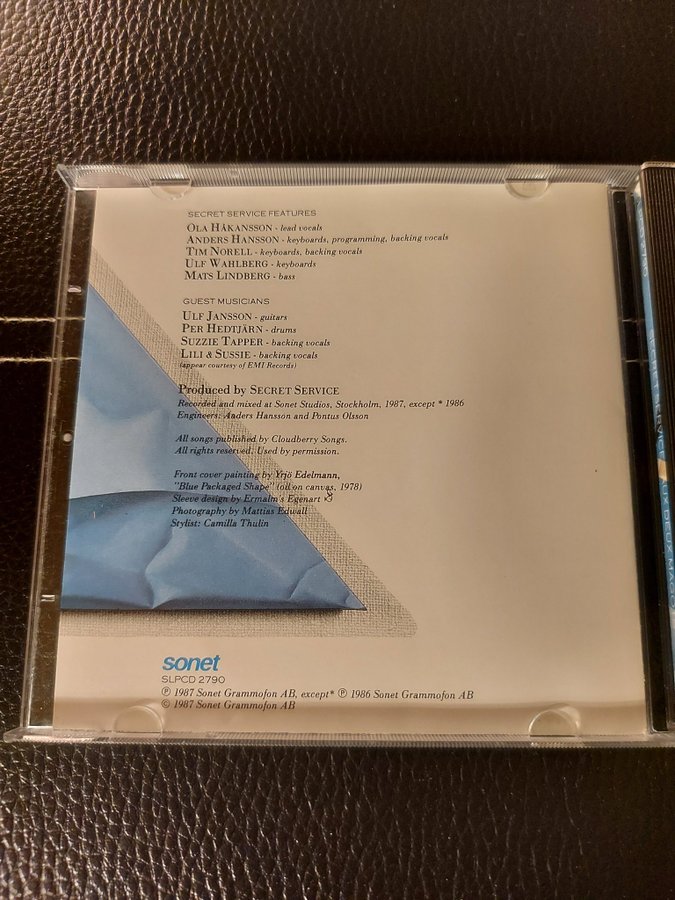 SECRET SERVICE FEATURES
OLA HÅKANSSON - lead vocals
ANDERS HANSSON - keyboards, programming, backing vocals
TIM NORELL - keyboards, backing vocals
ULF WAHLBERG - keyboards
MATS LINDBERG - bass
GUEST MUSICIANS
ULF JANSSON - guitars
PER HEDTJÄRN - drums
SUZZIE TAPPER - backing vocals
LILI & SUSSIE - backing vocals
(appear courtesy of EMI Records)
Produced by SECRET SERVICE
Recorded and mixed at Sonet Studios, Stockholm, 1987, except * 1986
Engineers: Anders Hansson and Pontus Olsson
All songs published by Cloudberry Songs.
All rights reserved. Used by permission.
Front cover painting by Yrjö Edelmann,
"Blue Packaged Shape" (oil on canvas, 1978)
Sleeve design by Ermalm's Egenart
Photography by Mattias Edwall
Stylist: Camilla Thulin
sonet
SLPCD 2790
℗ 1987 Sonet Grammofon AB, except* ℗ 1986 Sonet Grammofon AB
© 1987 Sonet Grammofon AB
SECRET SERVICE AUX DEUX MAGOTS